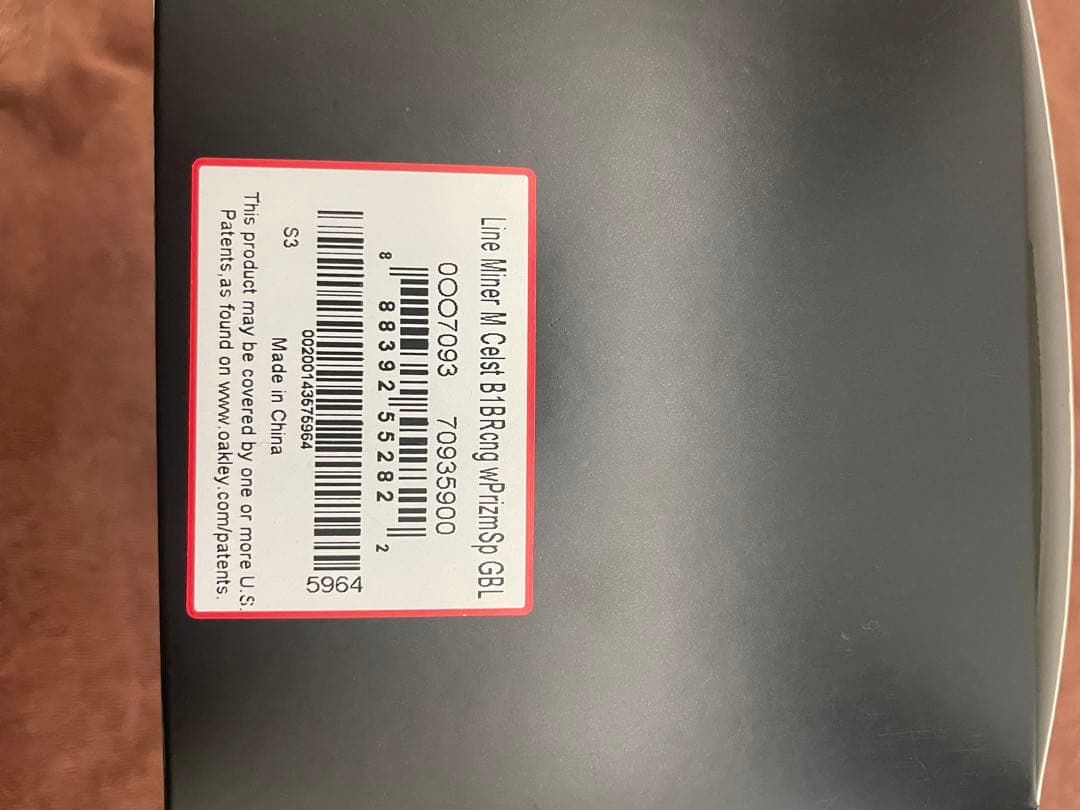 Line Miner M Celst B1BRcng wPrizmSp GBL
OOO7093 70935900
8 88392 55282 2
5964
00200143575964
S3 Made in China
This product may be covered by one or more U.S.
Patents,as found on www.oakley.com/patents.